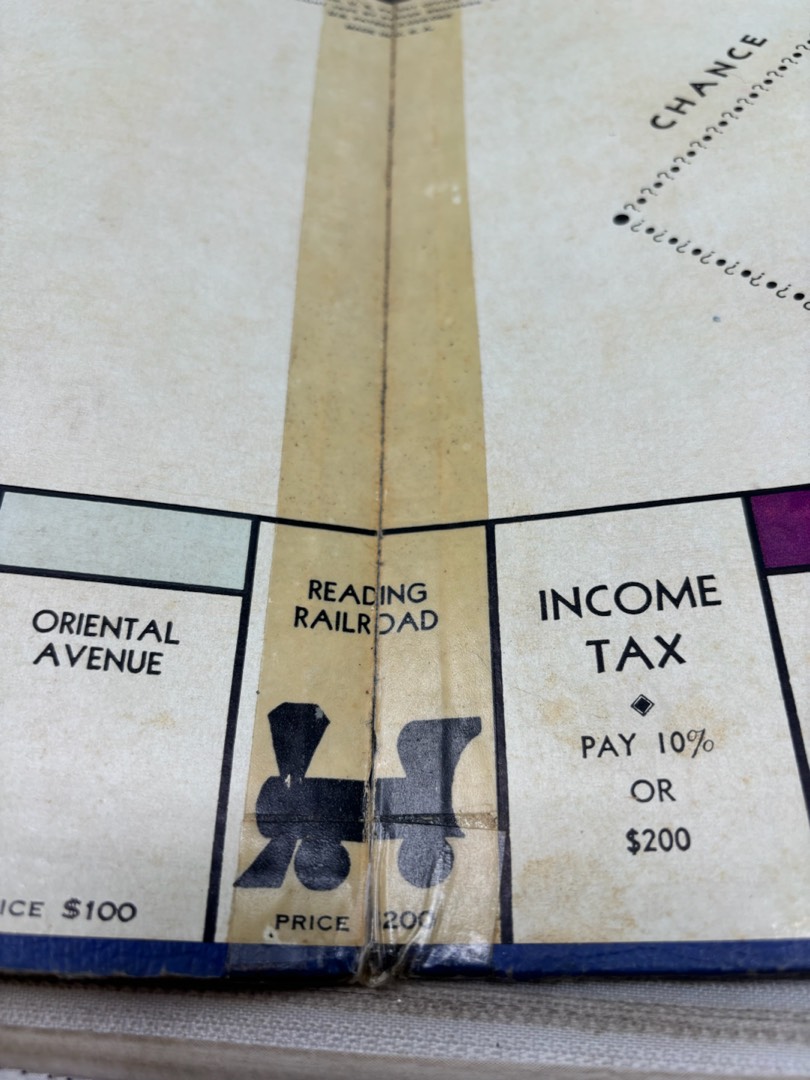 CHANCE
ORIENTAL
AVENUE
ICE $100
READING
RAILROAD
PRICE 200
INCOME
TAX
PAY 10%
OR
$200